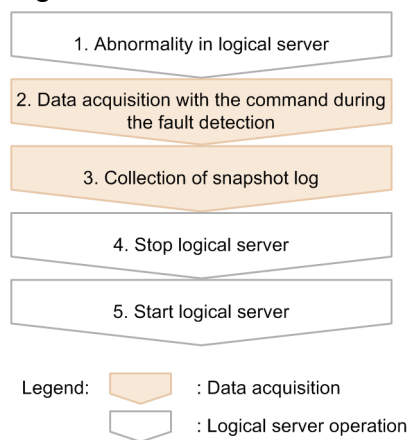 1. Abnormality in logical server
2. Data acquisition with the command during
the fault detection
3. Collection of snapshot log
4. Stop logical server
5. Start logical server
Legend:
: Data acquisition
: Logical server operation